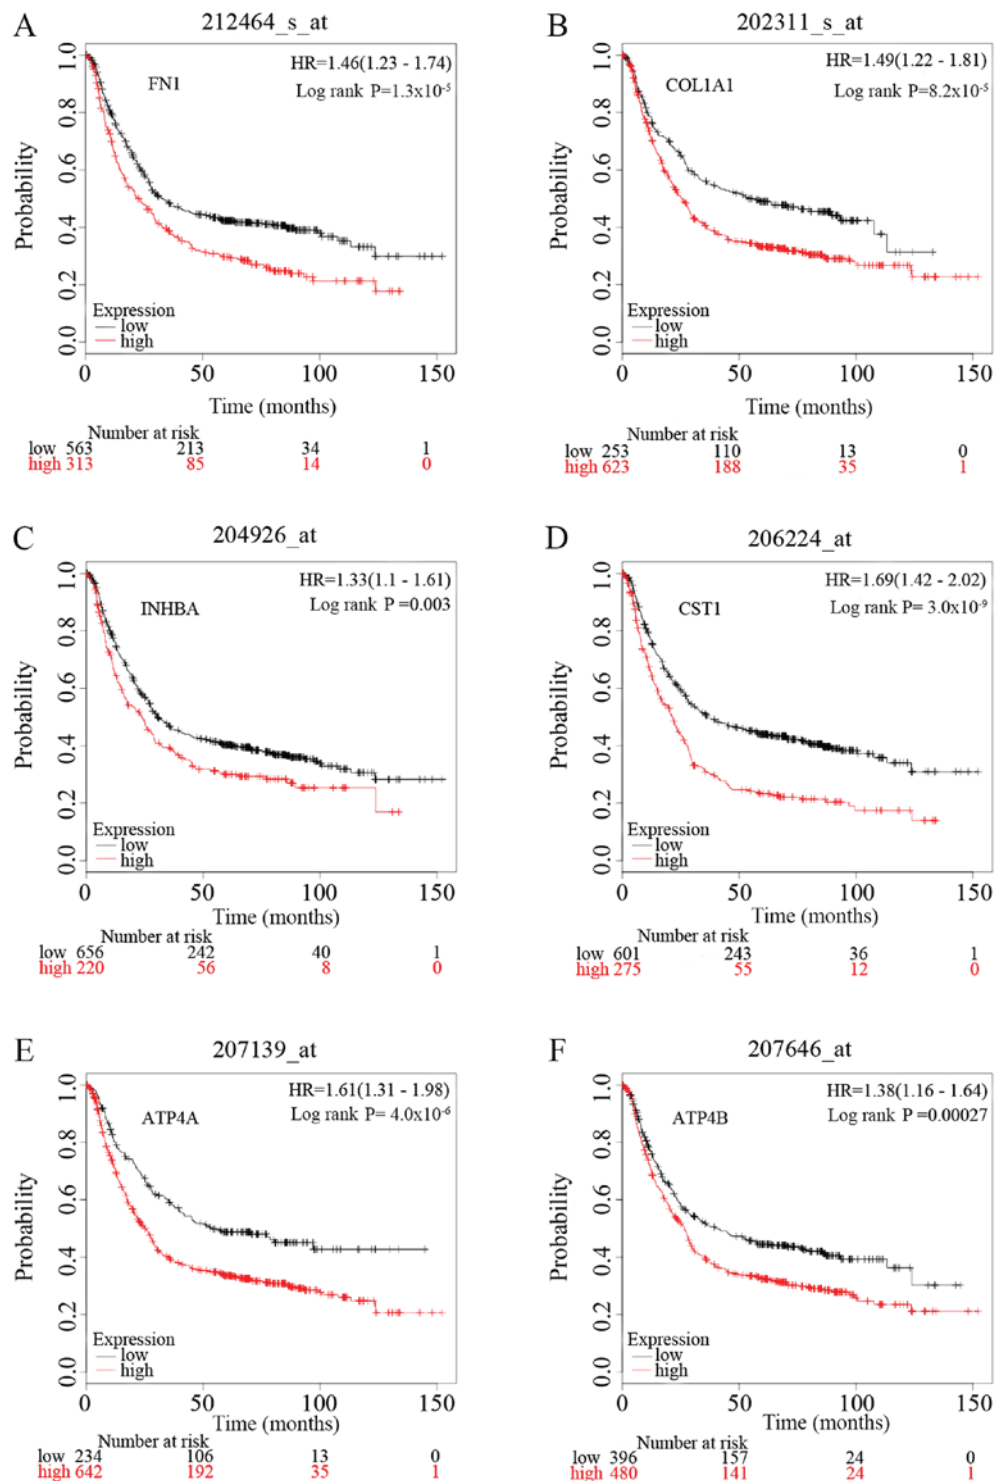 A
212464_s_at
HR=1.46(1.23 - 1.74)
FN1
Log rank P=1.3x10-5
Probability
1.0
0.8
0.6
0.4
0.2
0.0
Expression
low
high
0 50 100 150
Time (months)
Number at risk
low 563 213 34 1
high 313 85 14 0
B
202311_s_at
HR=1.49(1.22 - 1.81)
COL1A1
Log rank P=8.2x10-5
Probability
1.0
0.8
0.6
0.4
0.2
0.0
Expression
low
high
0 50 100 150
Time (months)
Number at risk
low 253 110 13 0
high 623 188 35 1
C
204926_at
HR=1.33(1.1 - 1.61)
INHBA
Log rank P =0.003
Probability
1.0
0.8
0.6
0.4
0.2
0.0
Expression
low
high
0 50 100 150
Time (months)
Number at risk
low 656 242 40 1
high 220 56 8 0
D
206224_at
HR=1.69(1.42 - 2.02)
CST1
Log rank P= 3.0x10-9
Probability
1.0
0.8
0.6
0.4
0.2
0.0
Expression
low
high
0 50 100 150
Time (months)
Number at risk
low 601 243 36 1
high 275 55 12 0
E
207139_at
HR=1.61(1.31 - 1.98)
ATP4A
Log rank P= 4.0x10-6
Probability
1.0
0.8
0.6
0.4
0.2
0.0
Expression
low
high
0 50 100 150
Time (months)
Number at risk
low 234 106 13 0
high 642 192 35 1
F
207646_at
HR=1.38(1.16 - 1.64)
ATP4B
Log rank P =0.00027
Probability
1.0
0.8
0.6
0.4
0.2
0.0
Expression
low
high
0 50 100 150
Time (months)
Number at risk
low 396 157 24 0
high 480 141 24 1